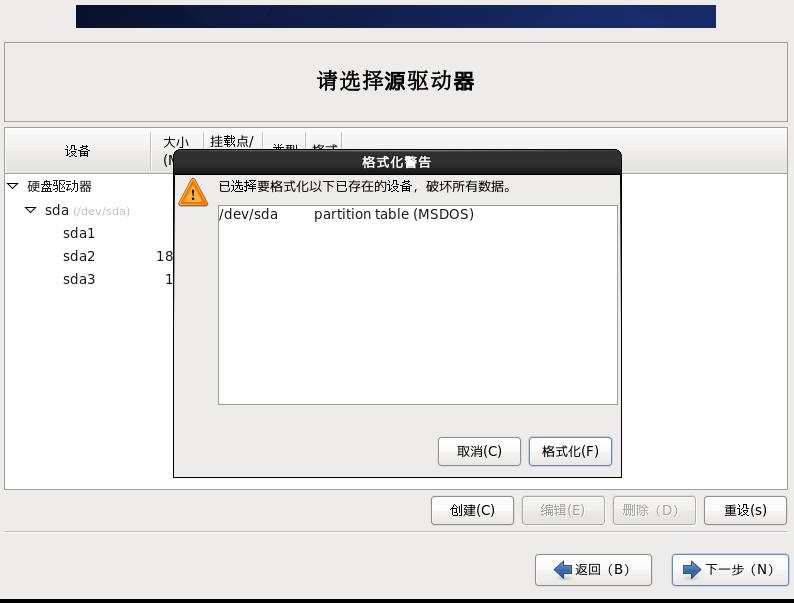 请选择源驱动器
设备
大小
挂载点/
硬盘驱动器
sda (/dev/sda)
sda1
sda2 18
sda3 1
格式化警告
已选择要格式化以下已存在的设备，破坏所有数据。
/dev/sda partition table (MSDOS)
取消(C) 格式化(F)
创建(C) 编辑(E) 删除（D） 重设(s)
返回（B） 下一步（N）